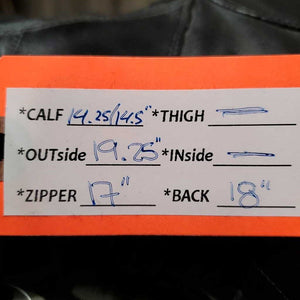 *CALF 14.25/14.5" *THIGH —
*OUTside 19.25" *INside —
*ZIPPER 17" *BACK 18"